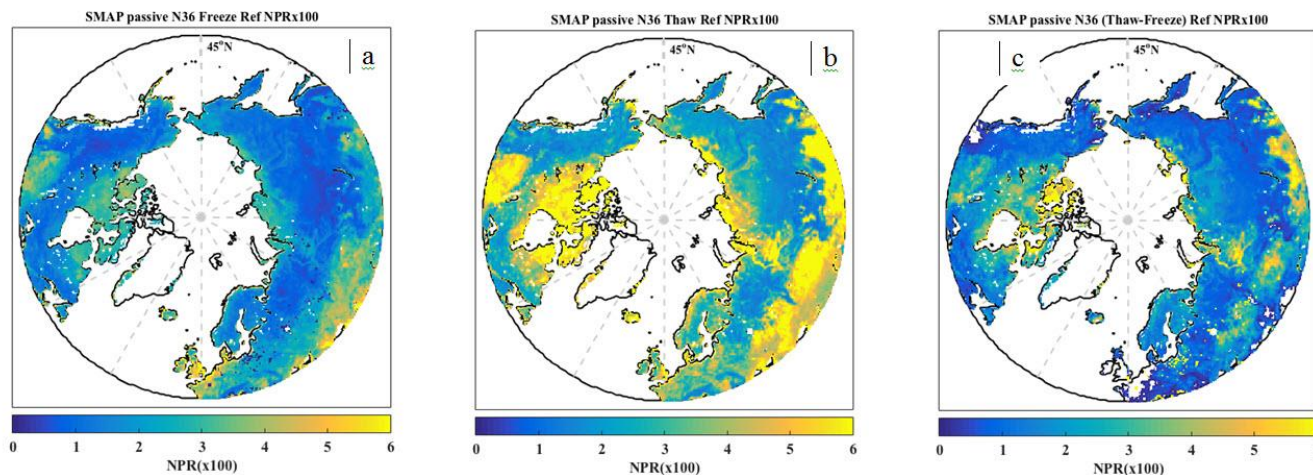 SMAP passive N36 Freeze Ref NPRx100
45°N
a
0 1 2 3 4 5 6
NPR(x100)
SMAP passive N36 Thaw Ref NPRx100
45°N
b
0 1 2 3 4 5 6
NPR(x100)
SMAP passive N36 (Thaw-Freeze) Ref NPRx100
45°N
c
0 1 2 3 4 5
NPR(x100)